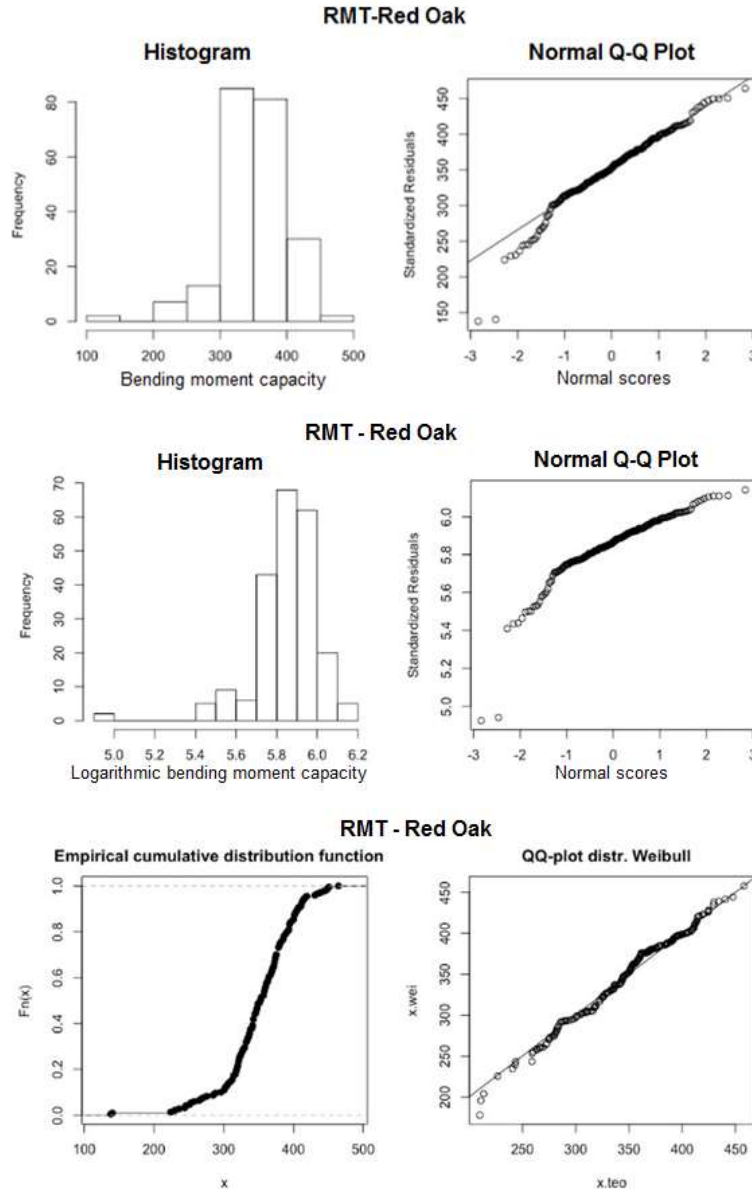 RMT-Red Oak
Histogram
Normal Q-Q Plot
Frequency
0 20 40 60 80
100 200 300 400 500
Bending moment capacity
Standardized Residuals
150 200 250 300 350 400 450
-3 -2 -1 0 1 2 3
Normal scores
RMT - Red Oak
Histogram
Normal Q-Q Plot
Frequency
0 10 20 30 40 50 60 70
5.0 5.2 5.4 5.6 5.8 6.0 6.2
Logarithmic bending moment capacity
Standardized Residuals
5.0 5.2 5.4 5.6 5.8 6.0
-3 -2 -1 0 1 2 3
Normal scores
RMT - Red Oak
Empirical cumulative distribution function
QQ-plot distr. Weibull
Fn(x)
0.0 0.2 0.4 0.6 0.8 1.0
100 200 300 400 500
x
x.wei
200 250 300 350 400 450
200 250 300 350 400 450
x.teo